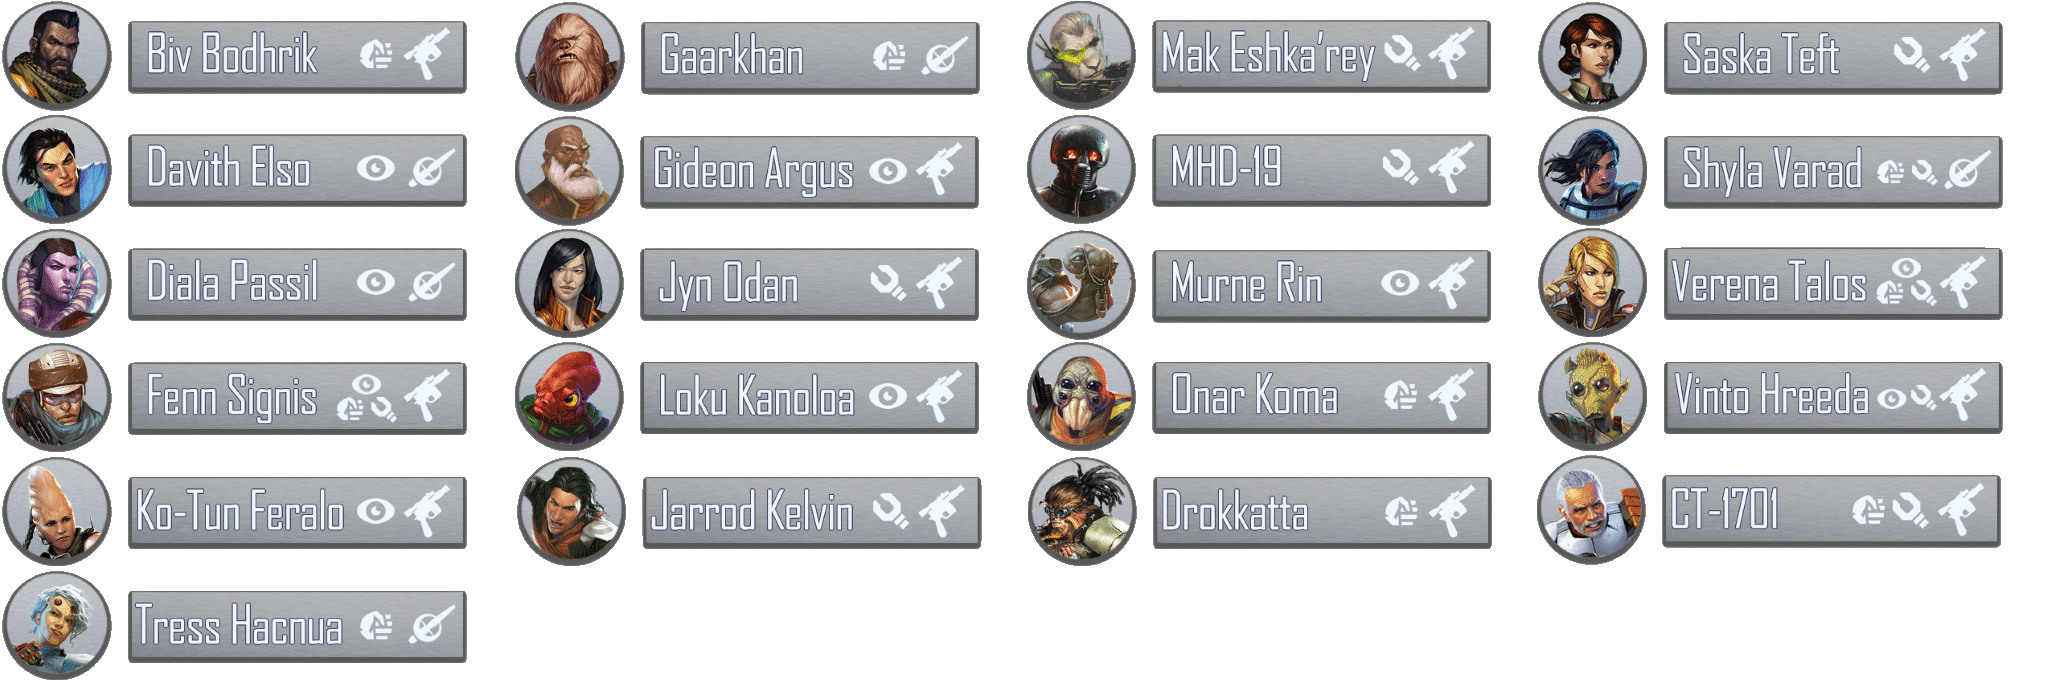 Biv Bodhrik
Gaarkhan
Mak Eshka'rey
Saska Teft
Davith Elso
Gideon Argus
MHD-19
Shyla Varad
Diala Passil
Jyn Odan
Murne Rin
Verena Talos
Fenn Signis
Loku Kanoloa
Onar Koma
Vinto Hreeda
Ko-Tun Feralo
Jarrod Kelvin
Drokkatta
CT-1701
Tress Hacnua